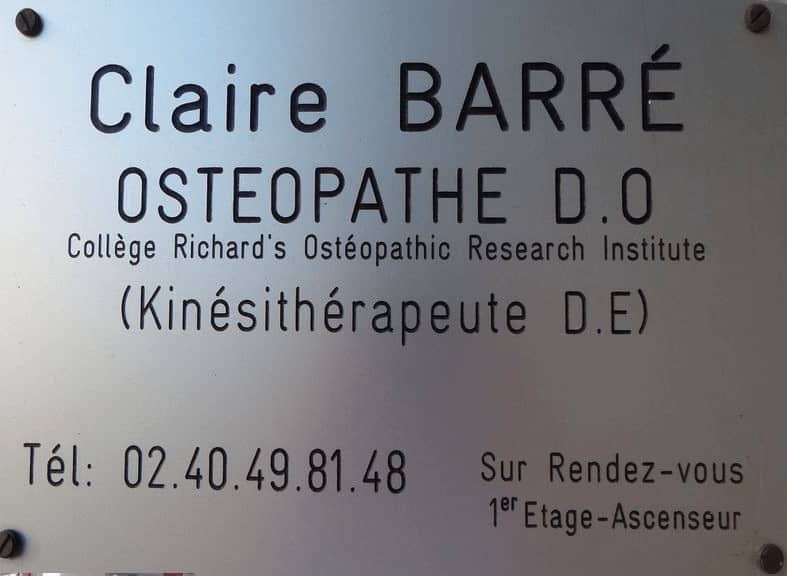 Claire BARRÉ
OSTEOPATHE D.O
Collège Richard's Ostéopathic Research Institute
(Kinésithérapeute D.E)
Tél: 02.40.49.81.48
Sur Rendez-vous
1er Etage-Ascenseur